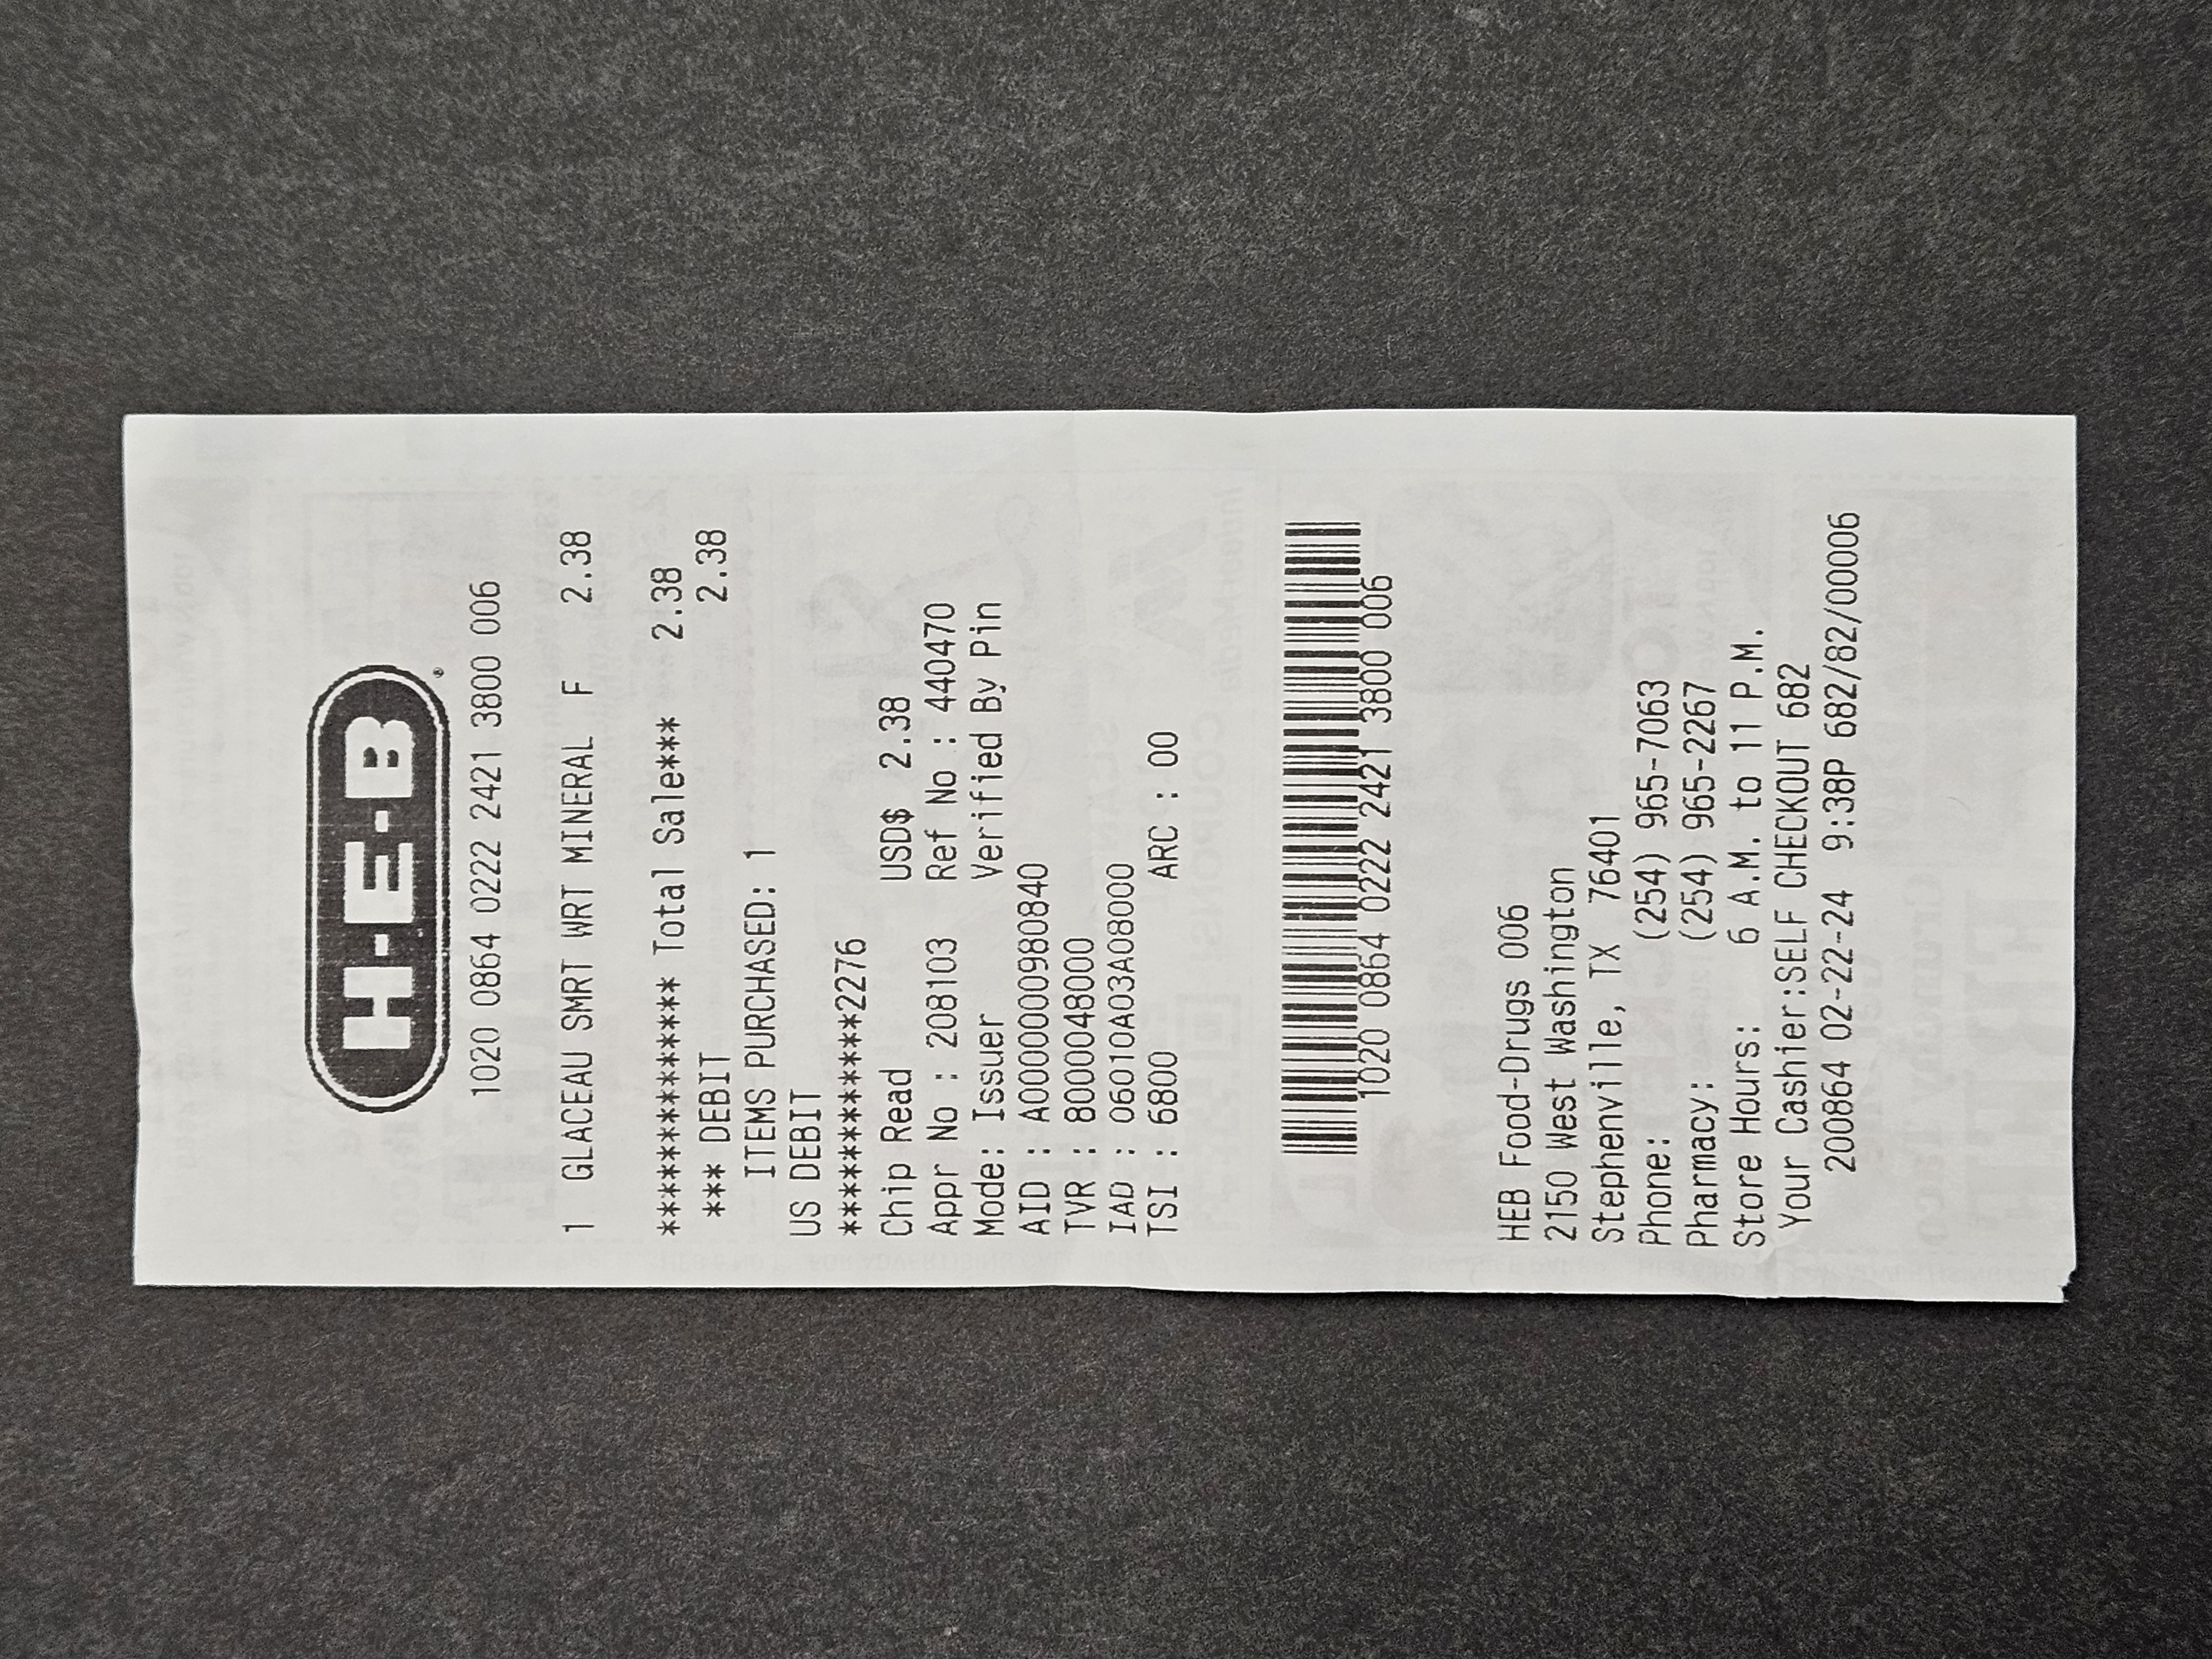 H-E-B
1020 0864 0222 2421 3800 006
1 GLACEAU SMRT WRT MINERAL F 2.38
************** Total Sale*** 2.38
*** DEBIT 2.38
ITEMS PURCHASED: 1
US DEBIT
************2276
Chip Read USD$ 2.38
Appr No : 208103 Ref No : 440470
Mode: Issuer Verified By Pin
AID : A0000000980840
TVR : 8000048000
IAD : 06010A03A08000
TSI : 6800 ARC : 00
1020 0864 0222 2421 3800 006
HEB Food-Drugs 006
2150 West Washington
Stephenville, TX 76401
Phone: (254) 965-7063
Pharmacy: (254) 965-2267
Store Hours: 6 A.M. to 11 P.M.
Your Cashier:SELF CHECKOUT 682
200864 02-22-24 9:38P 682/82/00006